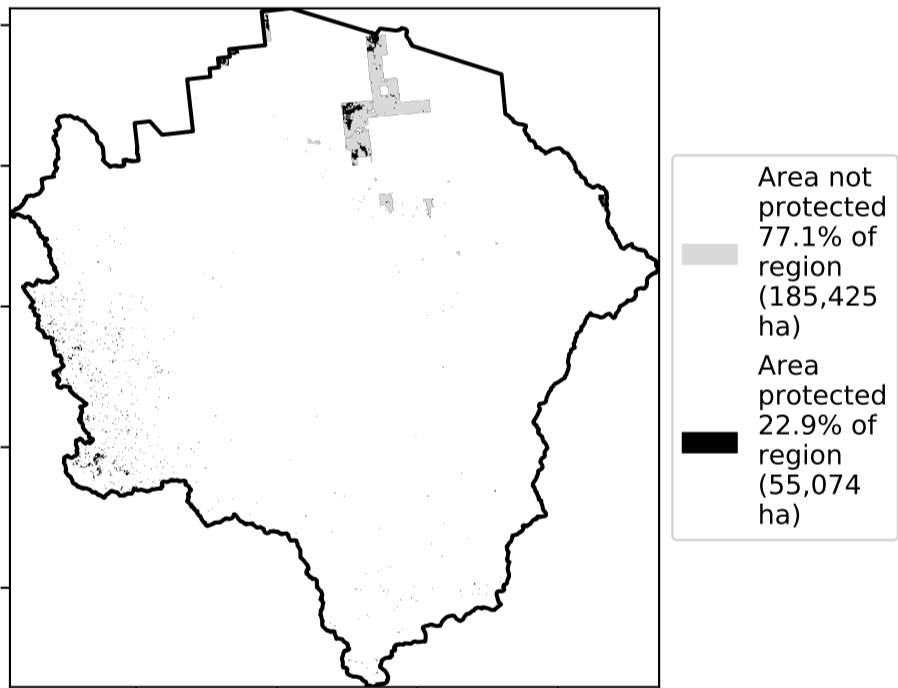 Area not
protected
77.1% of
region
(185,425
ha)
Area
protected
22.9% of
region
(55,074
ha)